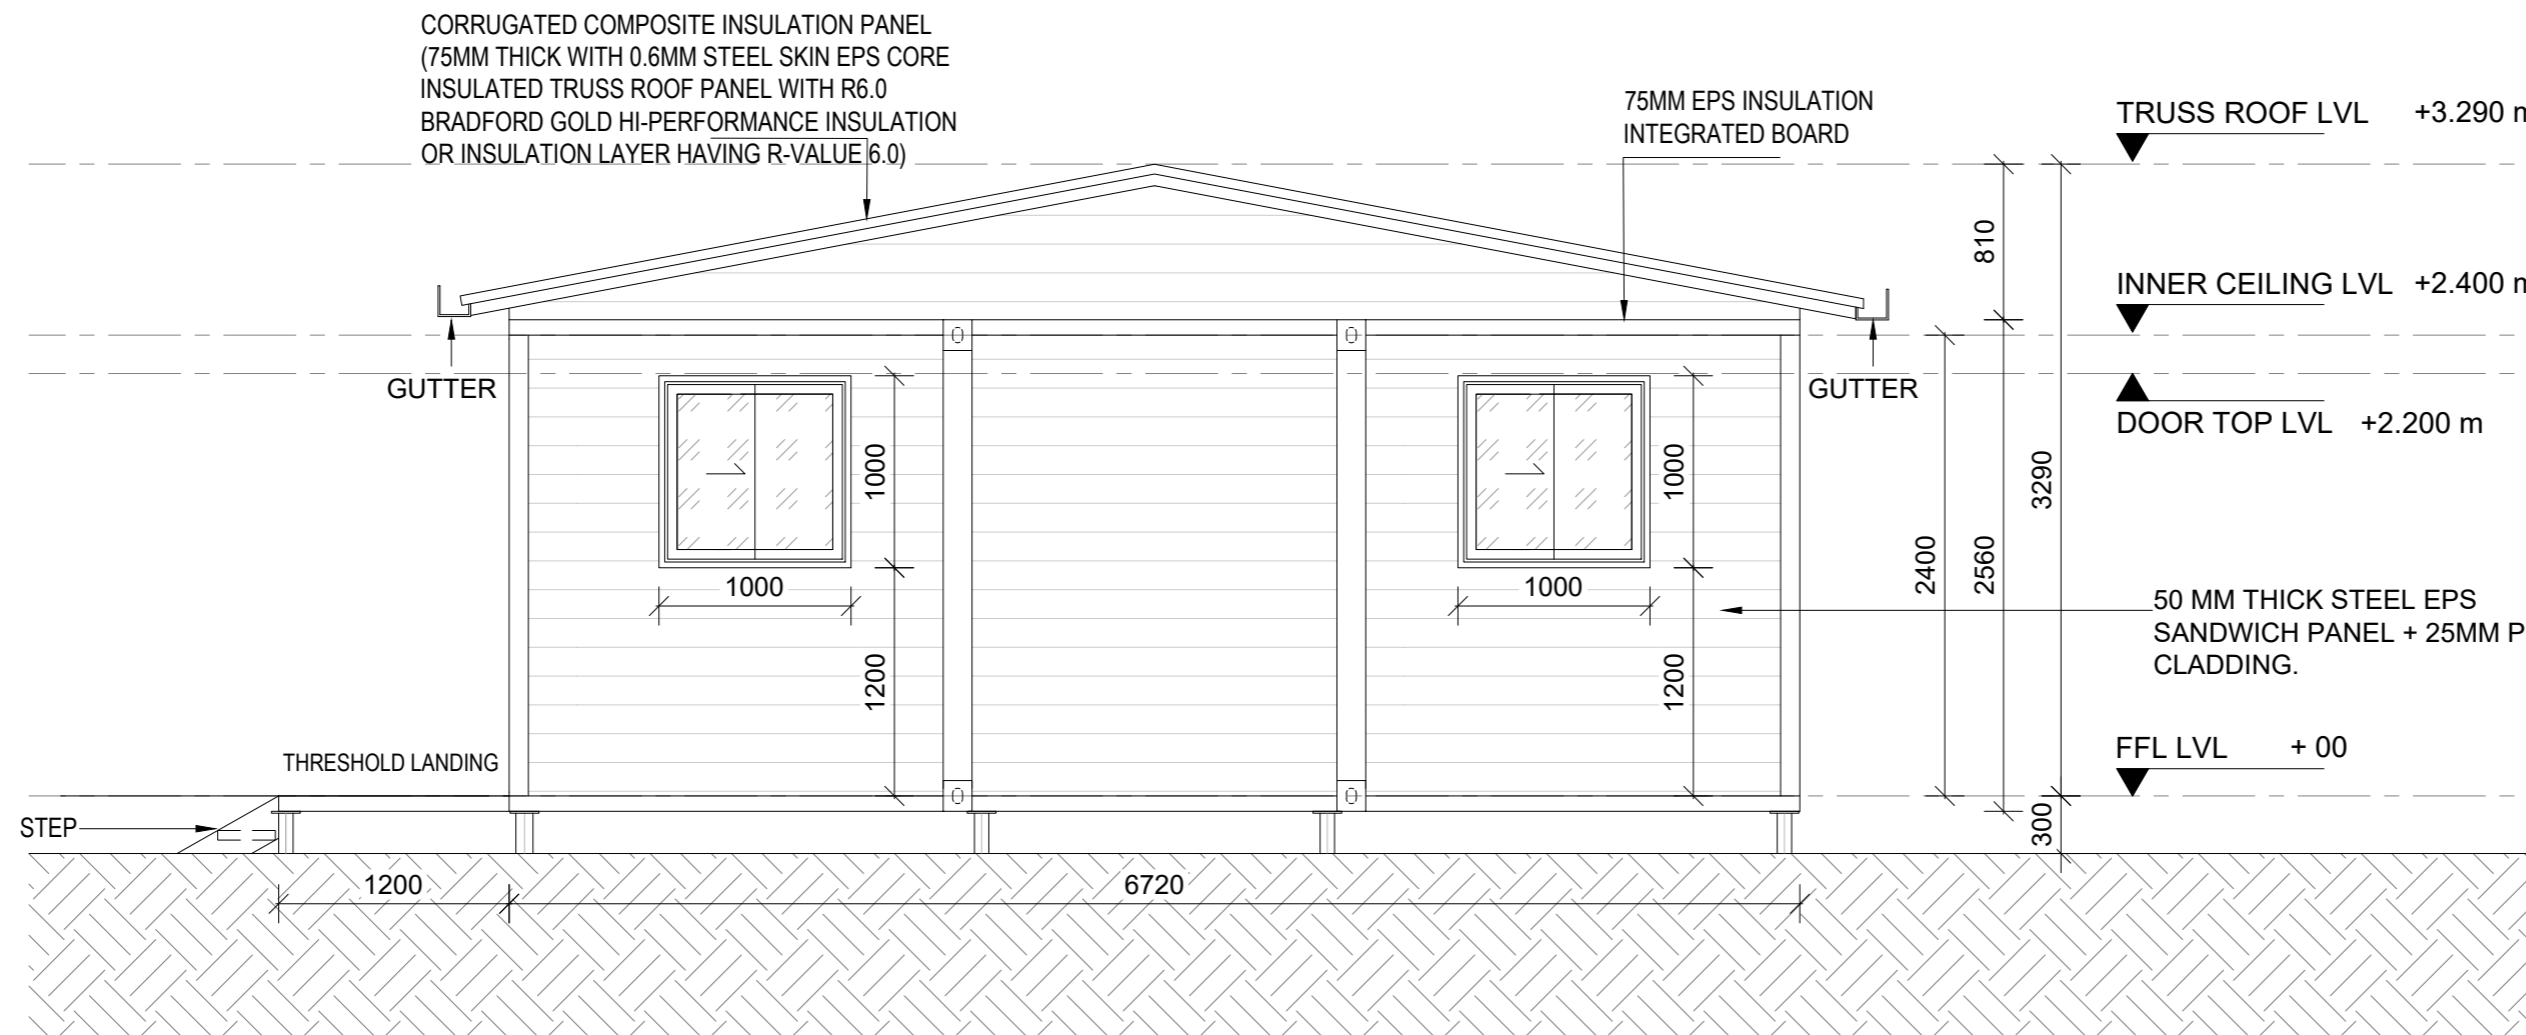 CORRUGATED COMPOSITE INSULATION PANEL
(75MM THICK WITH 0.6MM STEEL SKIN EPS CORE
INSULATED TRUSS ROOF PANEL WITH R6.0
BRADFORD GOLD HI-PERFORMANCE INSULATION
OR INSULATION LAYER HAVING R-VALUE 6.0)
75MM EPS INSULATION
INTEGRATED BOARD
TRUSS ROOF LVL +3.290 m
810
INNER CEILING LVL +2.400 m
GUTTER
GUTTER
DOOR TOP LVL +2.200 m
1000
1000
3290
2400
2560
1000
1000
50 MM THICK STEEL EPS
SANDWICH PANEL + 25MM P
CLADDING.
1200
1200
FFL LVL + 00
THRESHOLD LANDING
STEP
300
1200
6720